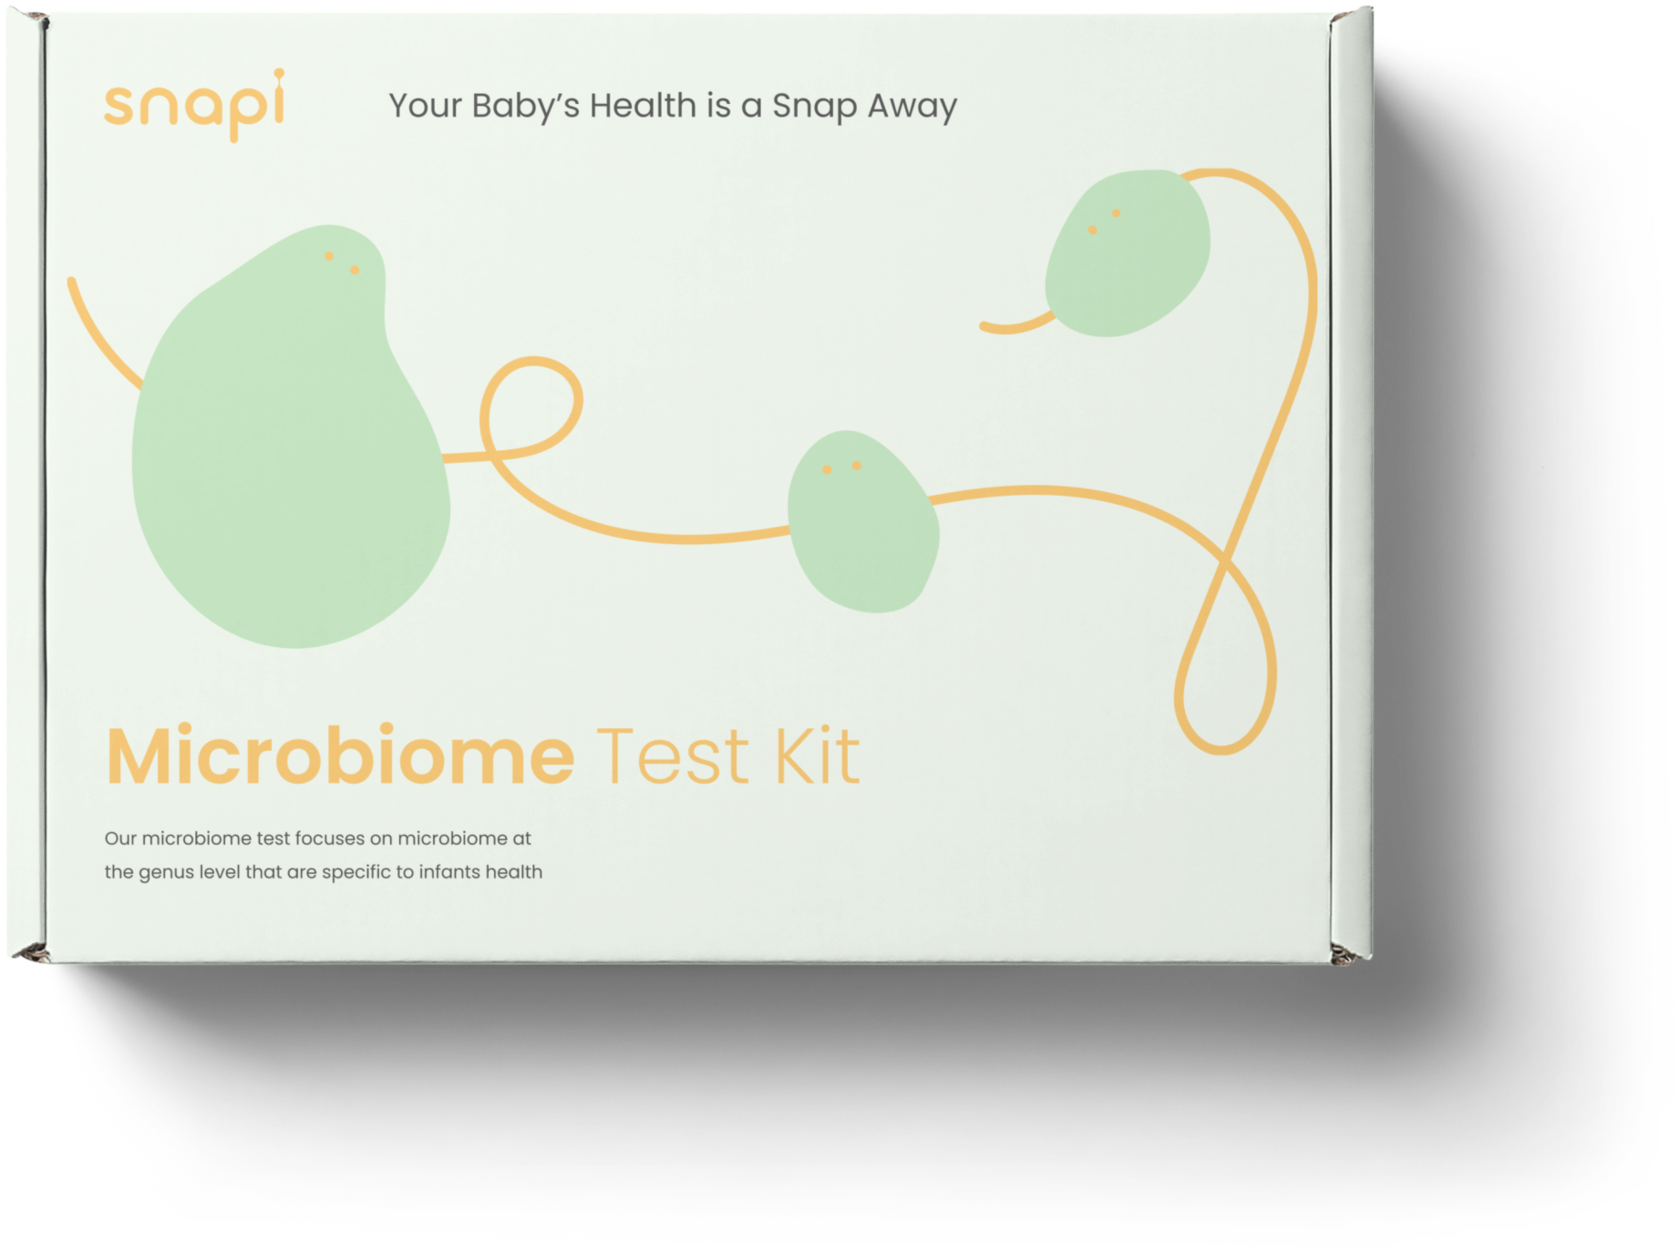 snapi
Your Baby’s Health is a Snap Away
Microbiome Test Kit
Our microbiome test focuses on microbiome at
the genus level that are specific to infants health